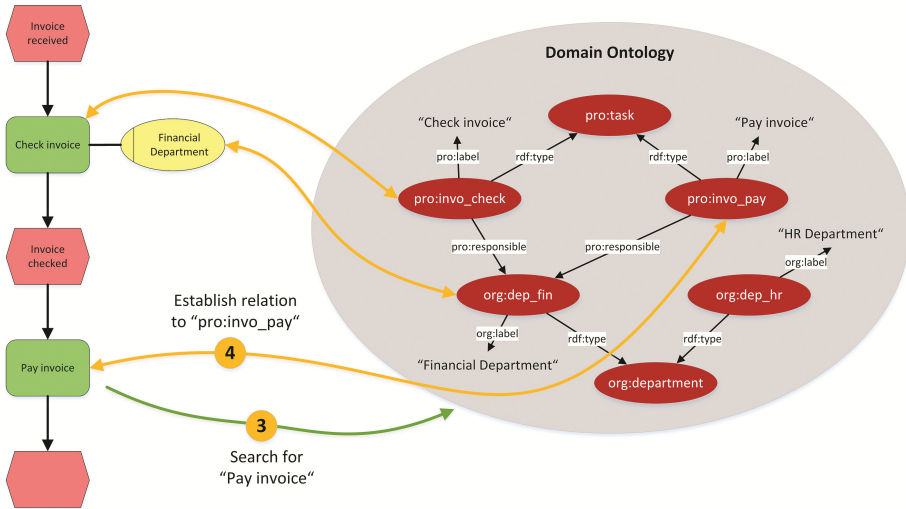 Invoice
received
Check invoice
Financial
Department
Invoice
checked
Establish relation
to “pro:invo_pay“
4
Pay invoice
3
Search for
“Pay invoice“
Domain Ontology
pro:task
“Check invoice“
“Pay invoice“
pro:label
rdf:type
rdf:type
pro:label
pro:invo_check
pro:invo_pay
“HR Department“
pro:responsible
pro:responsible
org:label
org:dep_fin
org:dep_hr
org:label
rdf:type
rdf:type
“Financial Department“
org:department